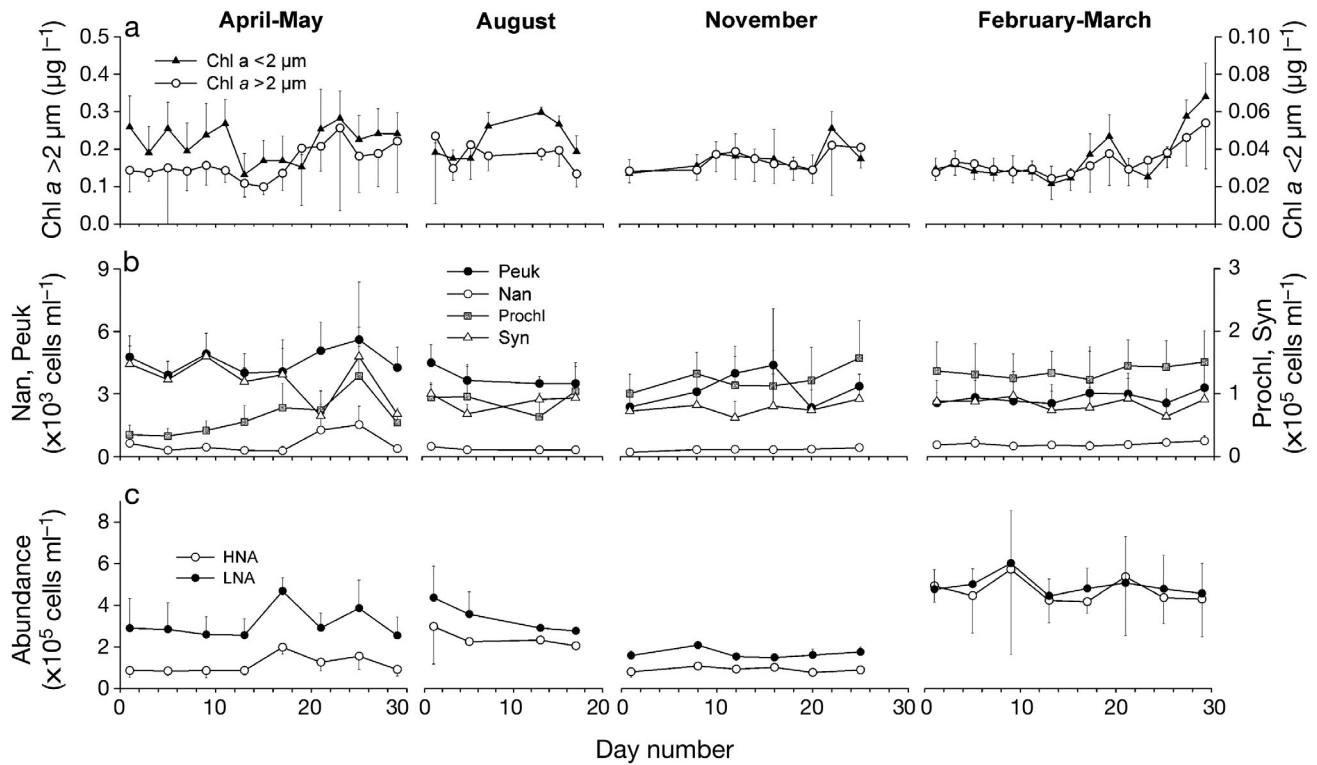 April-May August November February-March
a
0.5 0.4 0.3 0.2 0.1 0.0
Chl a >2 µm (µg l–1)
Chl a <2 µm
Chl a >2 µm
0.10 0.08 0.06 0.04 0.02 0.00
Chl a <2 µm (µg l–1)
b
9 6 3 0
Nan, Peuk
(x10³ cells ml–1)
Peuk
Nan
Prochl
Syn
3 2 1 0
Prochl, Syn
(x10⁵ cells ml–1)
c
8 6 4 2 0
Abundance
(x10⁵ cells ml–1)
HNA
LNA
0 10 20 30 0 10 20 0 10 20 30 10 20 30
Day number